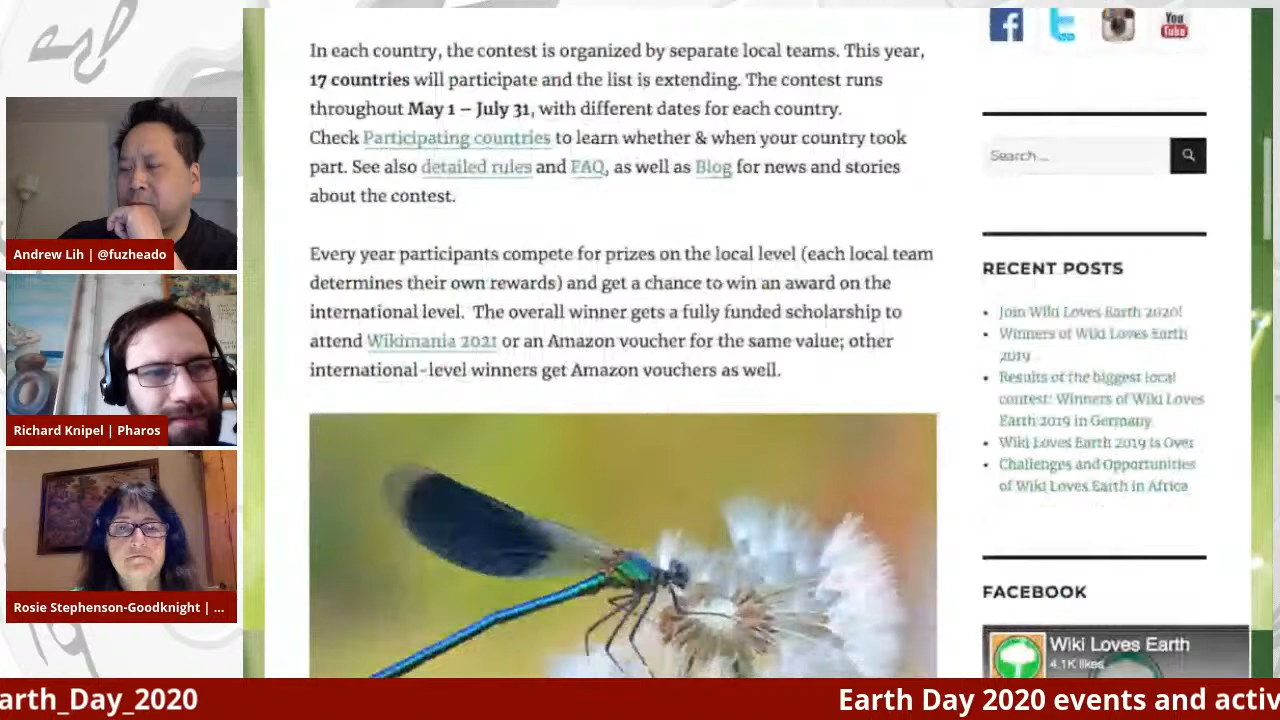 In each country, the contest is organized by separate local teams. This year,
17 countries will participate and the list is extending. The contest runs
throughout May 1 – July 31, with different dates for each country.
Check Participating countries to learn whether & when your country took
part. See also detailed rules and FAQ, as well as Blog for news and stories
about the contest.
Every year participants compete for prizes on the local level (each local team
determines their own rewards) and get a chance to win an award on the
international level. The overall winner gets a fully funded scholarship to
attend Wikimania 2021 or an Amazon voucher for the same value; other
international-level winners get Amazon vouchers as well.
You
Tube
Search ...
RECENT POSTS
Join Wiki Loves Earth 2020!
Winners of Wiki Loves Earth
2019
Results of the biggest local
contest: Winners of Wiki Loves
Earth 2019 in Germany
Wiki Loves Earth 2019 is Over
Challenges and Opportunities
of Wiki Loves Earth in Africa
FACEBOOK
Wiki Loves Earth
4.1K likes
Andrew Lih | @fuzheado
Richard Knipel | Pharos
Rosie Stephenson-Goodknight | ...
arth_Day_2020
Earth Day 2020 events and activ